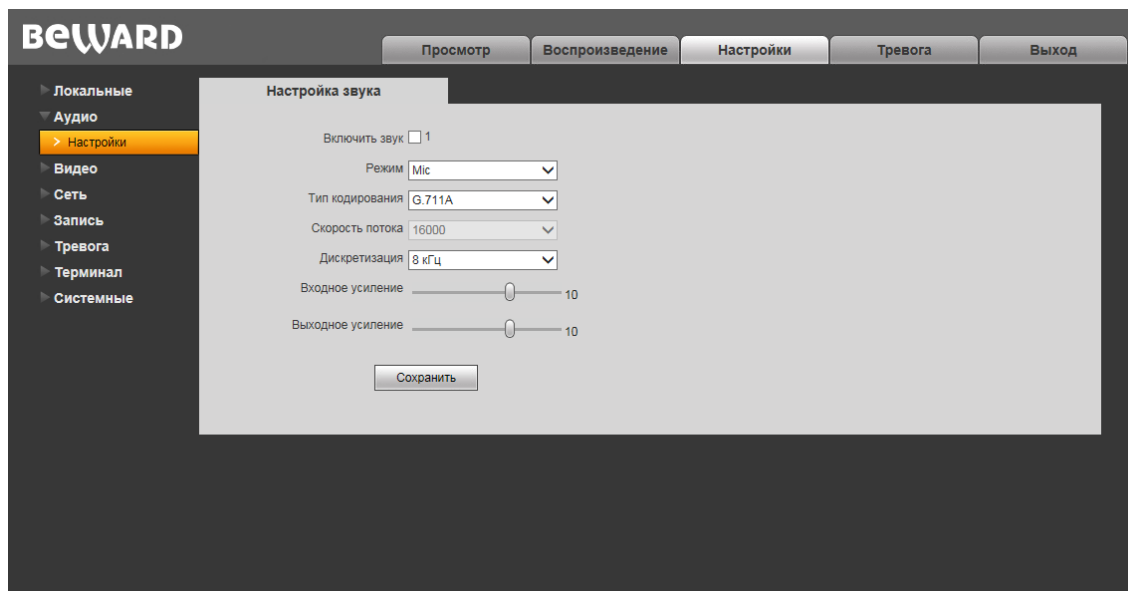 BEWARD
Просмотр
Воспроизведение
Настройки
Тревога
Выход
Локальные
Аудио
> Настройки
Видео
Сеть
Запись
Тревога
Терминал
Системные
Настройка звука
Включить звук 1
Режим Mic
Тип кодирования G.711A
Скорость потока 16000
Дискретизация 8 кГц
Входное усиление 10
Выходное усиление 10
Сохранить